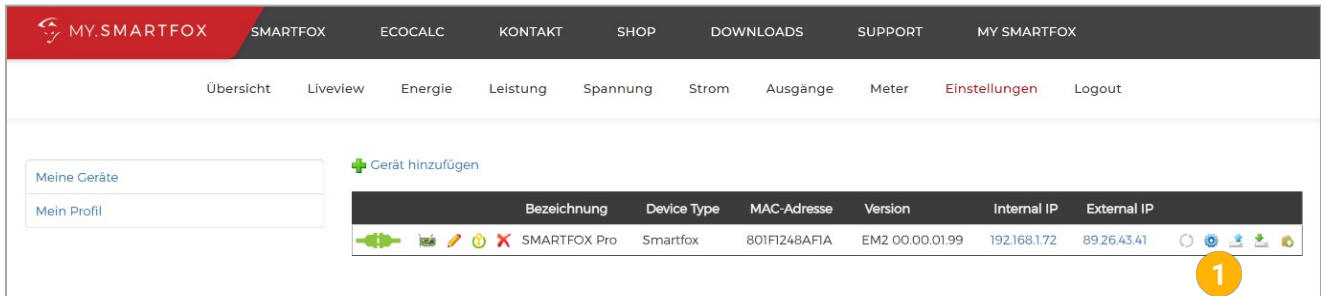 MY.SMARTFOX SMARTFOX ECOCALC KONTAKT SHOP DOWNLOADS SUPPORT MY SMARTFOX
Übersicht Liveview Energie Leistung Spannung Strom Ausgänge Meter Einstellungen Logout
Gerät hinzufügen
Meine Geräte
Mein Profil
Bezeichnung Device Type MAC-Adresse Version Internal IP External IP
SMARTFOX Pro Smartfox 801F1248AF1A EM2 00.00.01.99 192.168.1.72 89.26.43.41
1